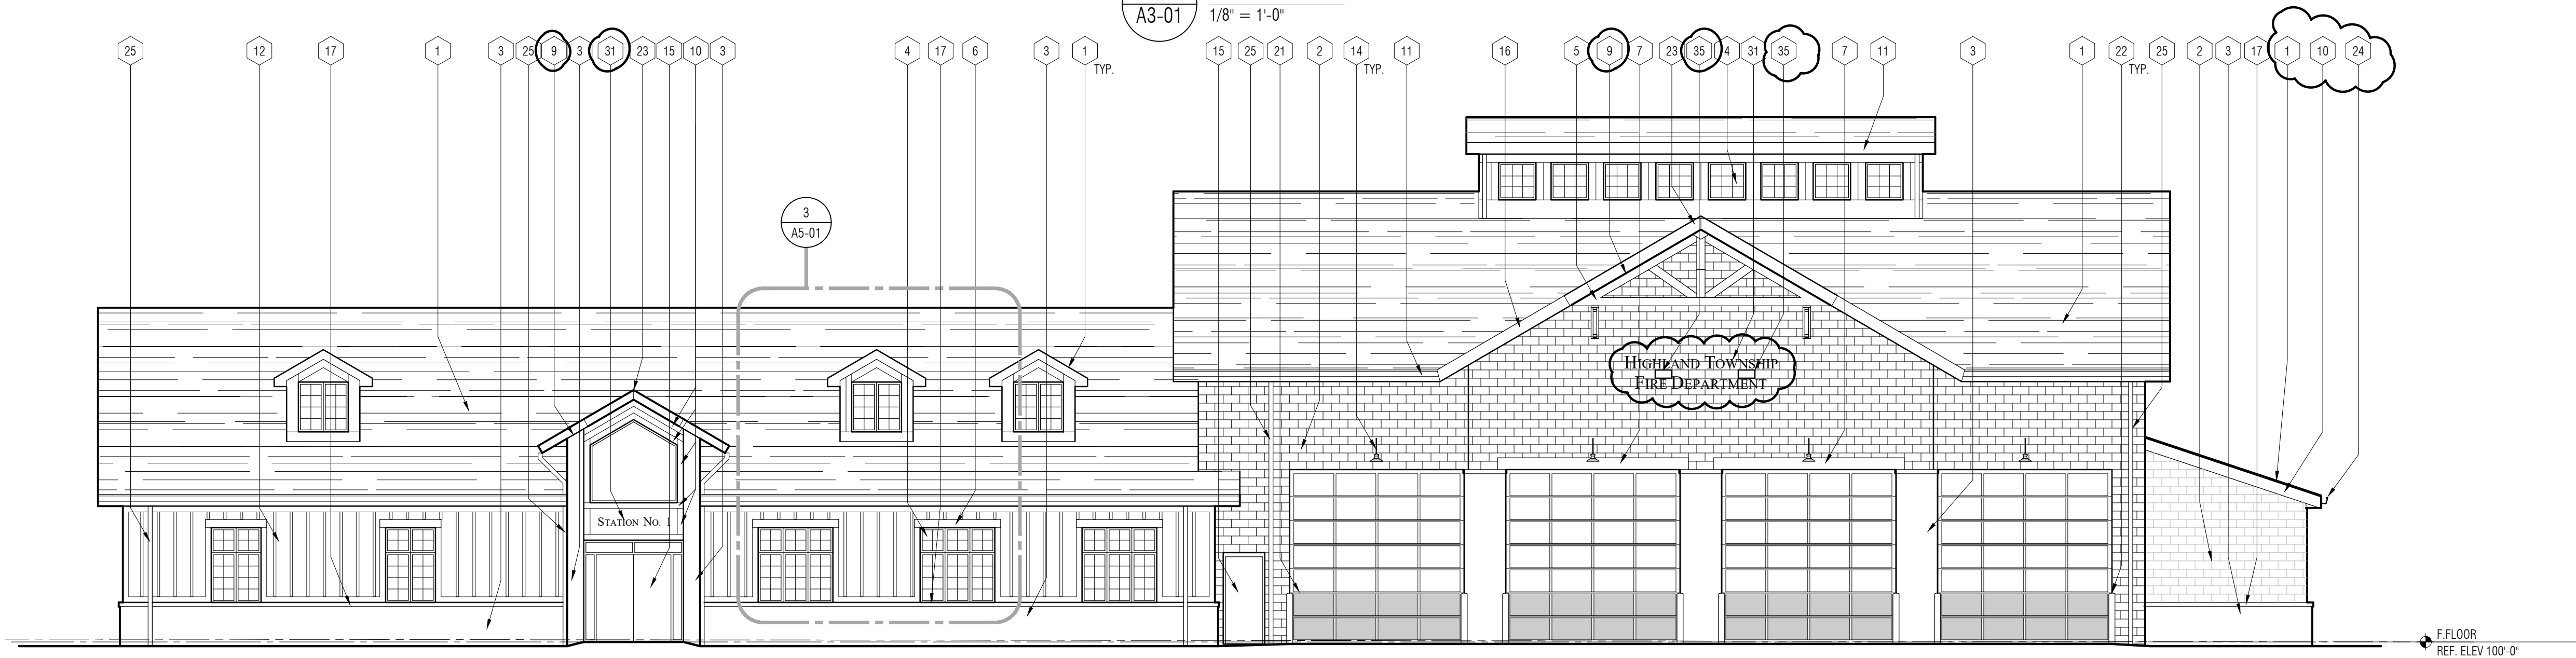 A3-01
1/8" = 1'-0"
25 12 17 1 3 25 9 3 31 23 15 10 3 4 17 6 3 1 15 25 21 2 14 11 16 5 9 7 23 35 4 31 35 7 11 3 1 22 25 2 3 17 1 10 24
TYP. TYP. TYP.
3
A5-01
HIGHLAND TOWNSHIP
FIRE DEPARTMENT
STATION NO. 1
F.FLOOR
REF. ELEV 100'-0"